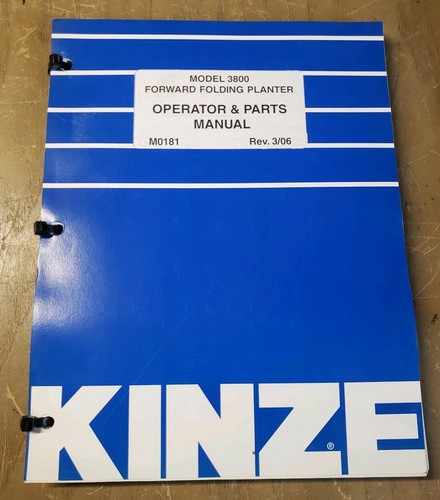 MODEL 3800
FORWARD FOLDING PLANTER
OPERATOR & PARTS
MANUAL
M0181 Rev. 3/06
KINZE®